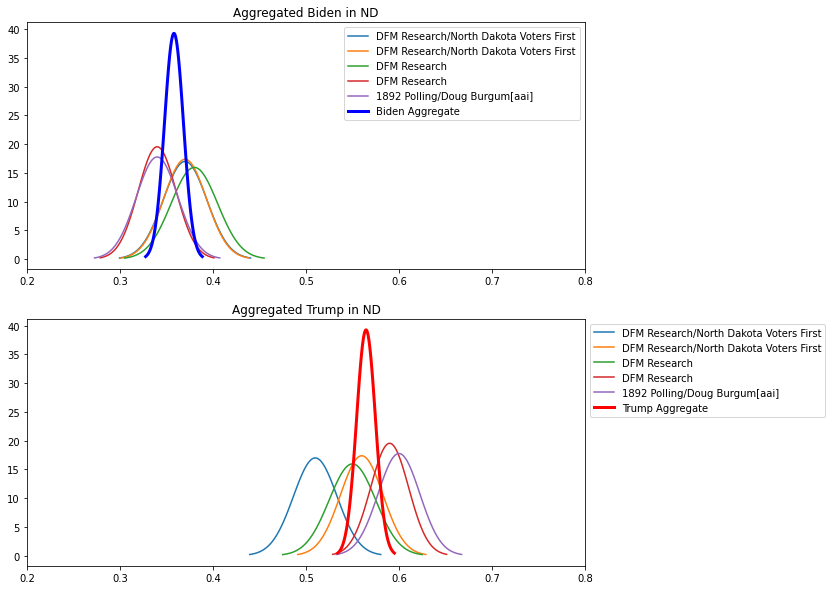 Aggregated Biden in ND
40
35
30
25
20
15
10
5
0
DFM Research/North Dakota Voters First
DFM Research/North Dakota Voters First
DFM Research
DFM Research
1892 Polling/Doug Burgum[aai]
Biden Aggregate
0.2 0.3 0.4 0.5 0.6 0.7 0.8
Aggregated Trump in ND
40
35
30
25
20
15
10
5
0
DFM Research/North Dakota Voters First
DFM Research/North Dakota Voters First
DFM Research
DFM Research
1892 Polling/Doug Burgum[aai]
Trump Aggregate
0.2 0.3 0.4 0.5 0.6 0.7 0.8